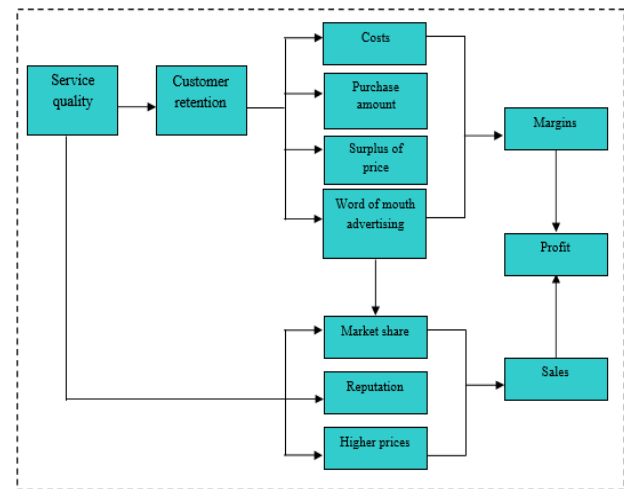 Service
quality
Customer
retention
Costs
Purchase
amount
Surplus of
price
Word of mouth
advertising
Margins
Profit
Market share
Reputation
Higher prices
Sales